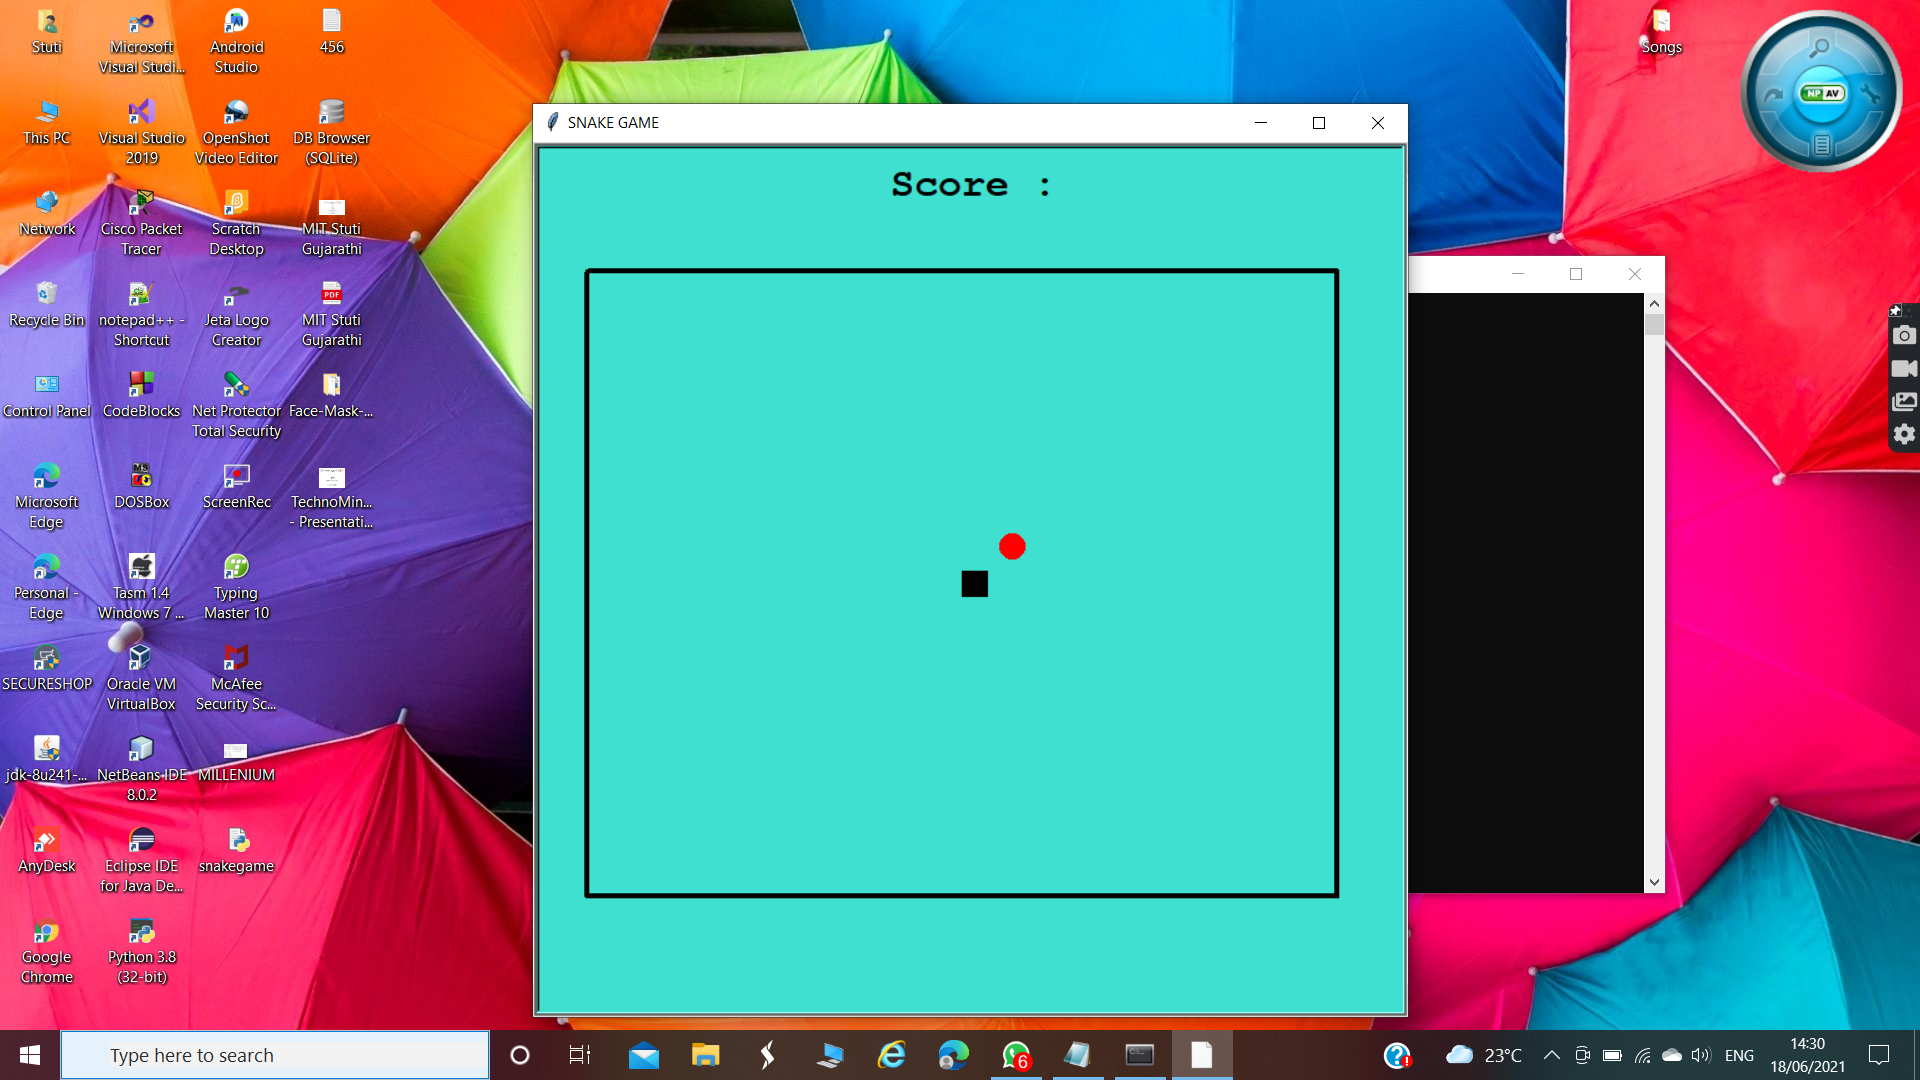 Stuti
Microsoft
Visual Studi...
Android
Studio
456
This PC
Visual Studio
2019
OpenShot
Video Editor
DB Browser
(SQLite)
Network
Cisco Packet
Tracer
Scratch
Desktop
MIT Stuti
Gujarathi
Recycle Bin
notepad++ -
Shortcut
Jeta Logo
Creator
PDF
MIT Stuti
Gujarathi
Control Panel
CodeBlocks
Net Protector
Total Security
Face-Mask-...
Microsoft
Edge
MS
DOSBox
ScreenRec
TechnoMin...
- Presentati...
Personal -
Edge
Tasm 1.4
Windows 7 ...
Typing
Master 10
SECURESHOP
Oracle VM
VirtualBox
McAfee
Security Sc...
jdk-8u241-...
NetBeans IDE
8.0.2
MILLENIUM
AnyDesk
Eclipse IDE
for Java De...
snakegame
Google
Chrome
Python 3.8
(32-bit)
SNAKE GAME
Score :
Songs
NP AV
Type here to search
6
23°C
ENG
14:30
18/06/2021